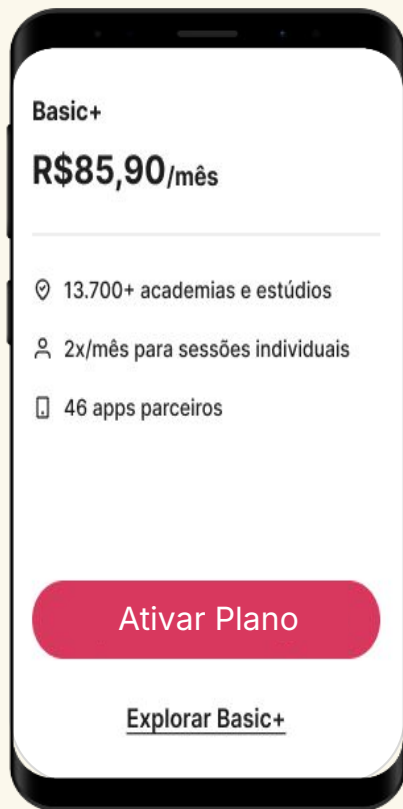 Basic+
R$85,90/mês
13.700+ academias e estúdios
2x/mês para sessões individuais
46 apps parceiros
Ativar Plano
Explorar Basic+